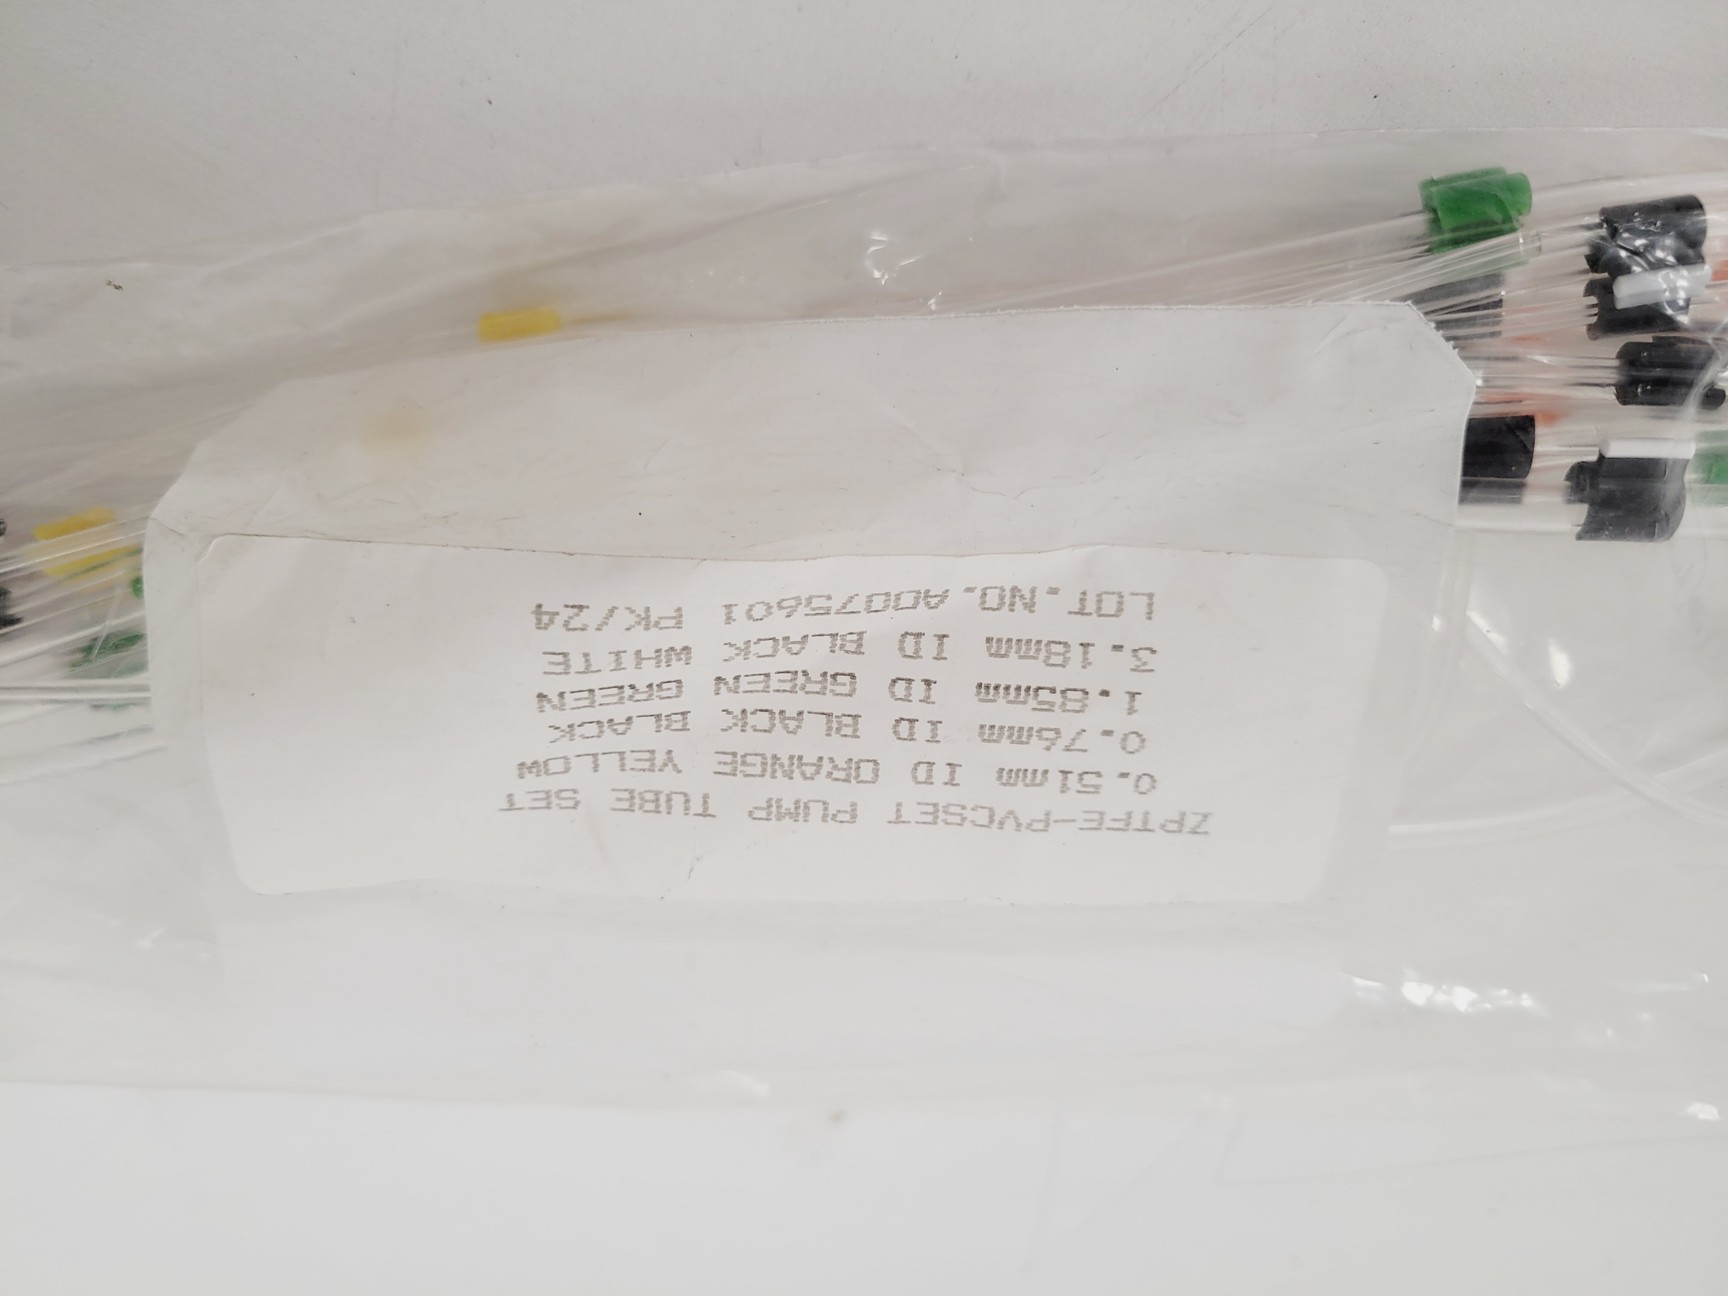 ZPTFE-PVCSET PUMP TUBE SET
0.51mm ID ORANGE YELLOW
0.76mm ID BLACK BLACK
1.85mm ID GREEN GREEN
3.18mm ID BLACK WHITE
LOT.NO.A0075601 PK/24